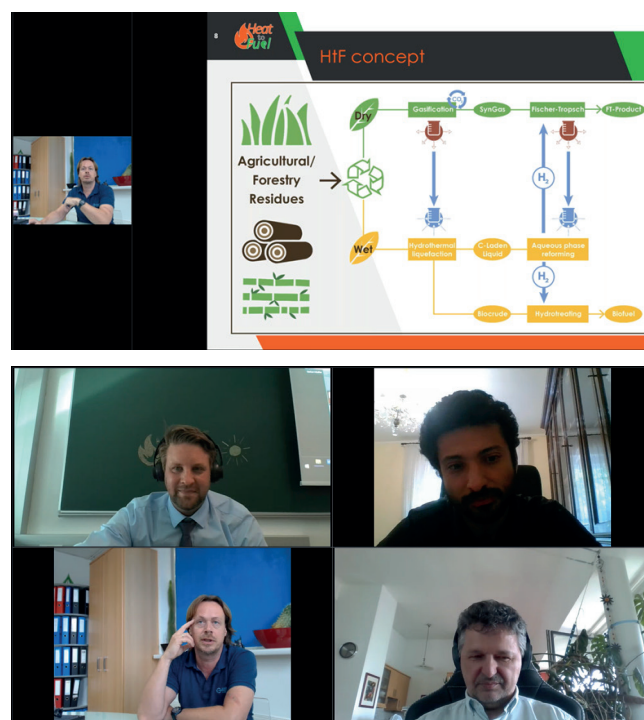 8
Heat
to
Fuel
HtF concept
Agricultural/
Forestry
Residues
Dry
Gasification
CO2
SynGas
Fischer-Tropsch
FT-Product
H2
Wet
Hydrothermal
liquefaction
C-Laden
Liquid
Aqueous phase
reforming
H2
Biocrude
Hydrotreating
Biofuel